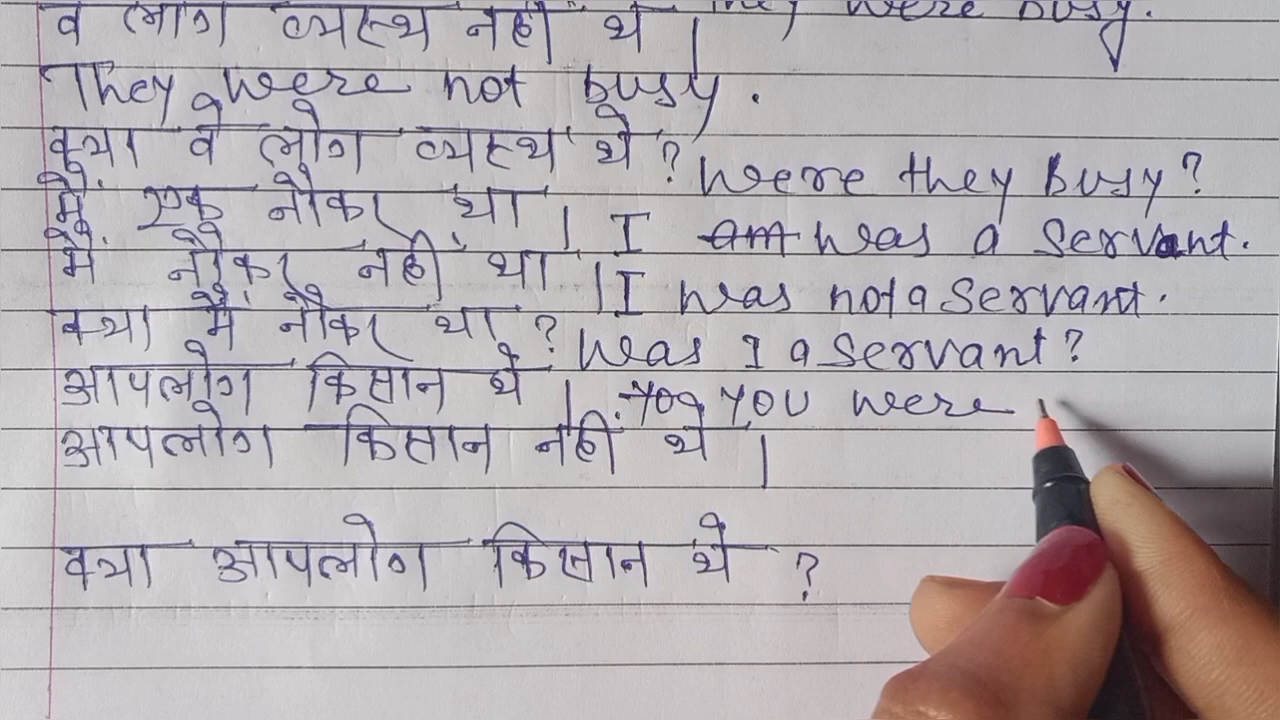 वे लोग व्यस्थ नहीं थे | They were busy.
They were not busy.
क्या वे लोग व्यस्थ थे ? Were they busy?
मैं एक नौकर था | I am was a servant.
मैं नौकर नहीं था | I was not a servant.
क्या मैं नौकर था ? Was I a servant?
आपलोग किसान थे | You were
आपलोग किसान नहीं थे |
क्या आपलोग किसान थे ?